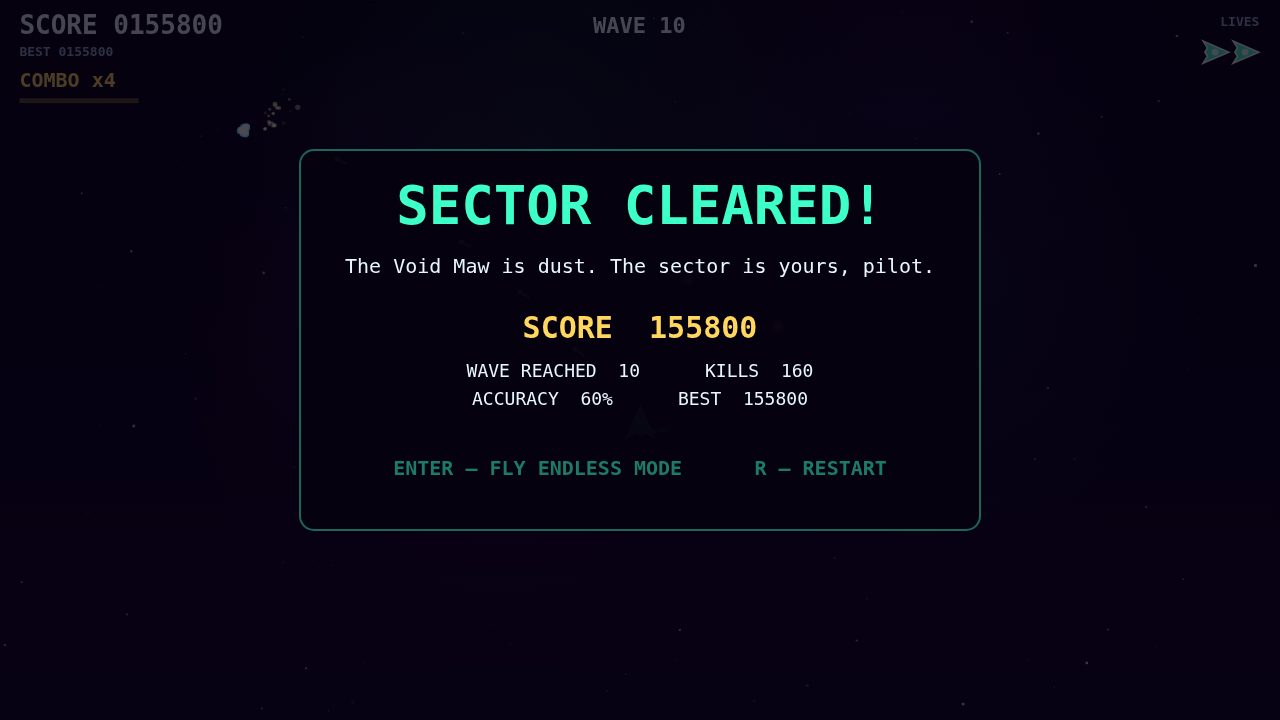 SCORE 0155800
WAVE 10
LIVES
BEST 0155800
COMBO x4
SECTOR CLEARED!
The Void Maw is dust. The sector is yours, pilot.
SCORE 155800
WAVE REACHED 10 KILLS 160
ACCURACY 60% BEST 155800
ENTER — FLY ENDLESS MODE R — RESTART